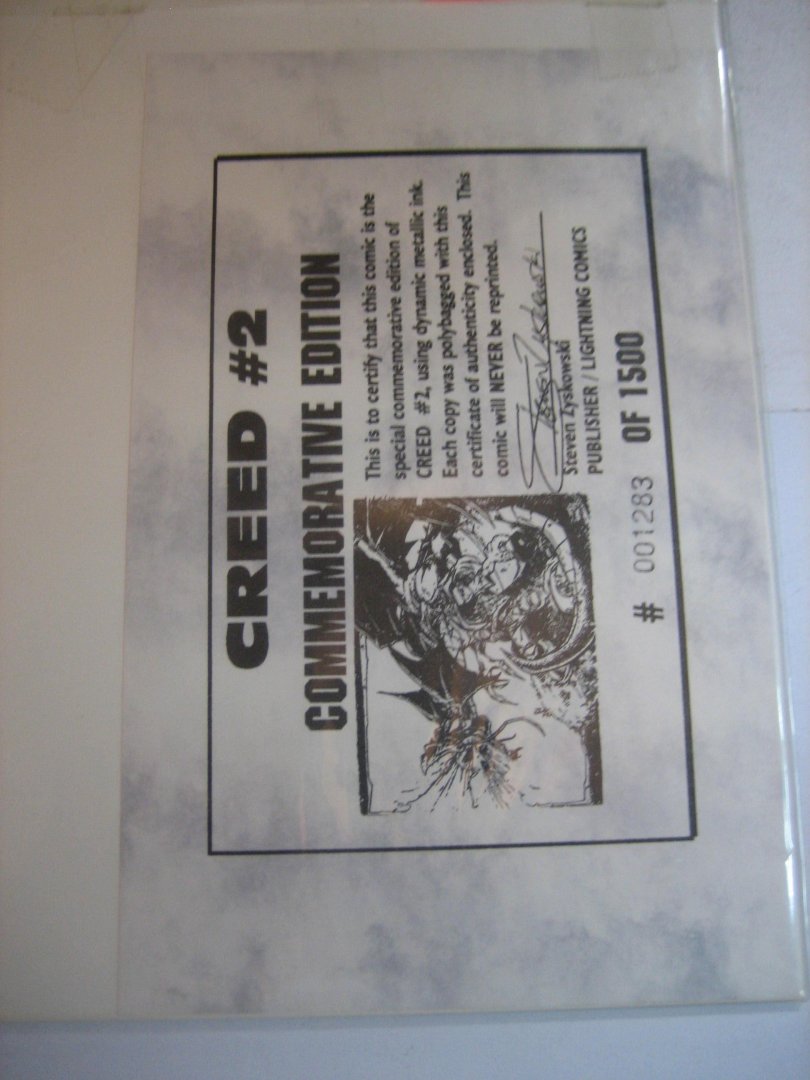 CREED #2
COMMEMORATIVE EDITION
This is to certify that this comic is the
special commemorative edition of
CREED #2, using dynamic metallic ink.
Each copy was polybagged with this
certificate of authenticity enclosed. This
comic will NEVER be reprinted.
Steven Zyskowski
Steven Zyskowski
PUBLISHER / LIGHTNING COMICS
# 001283 OF 1500